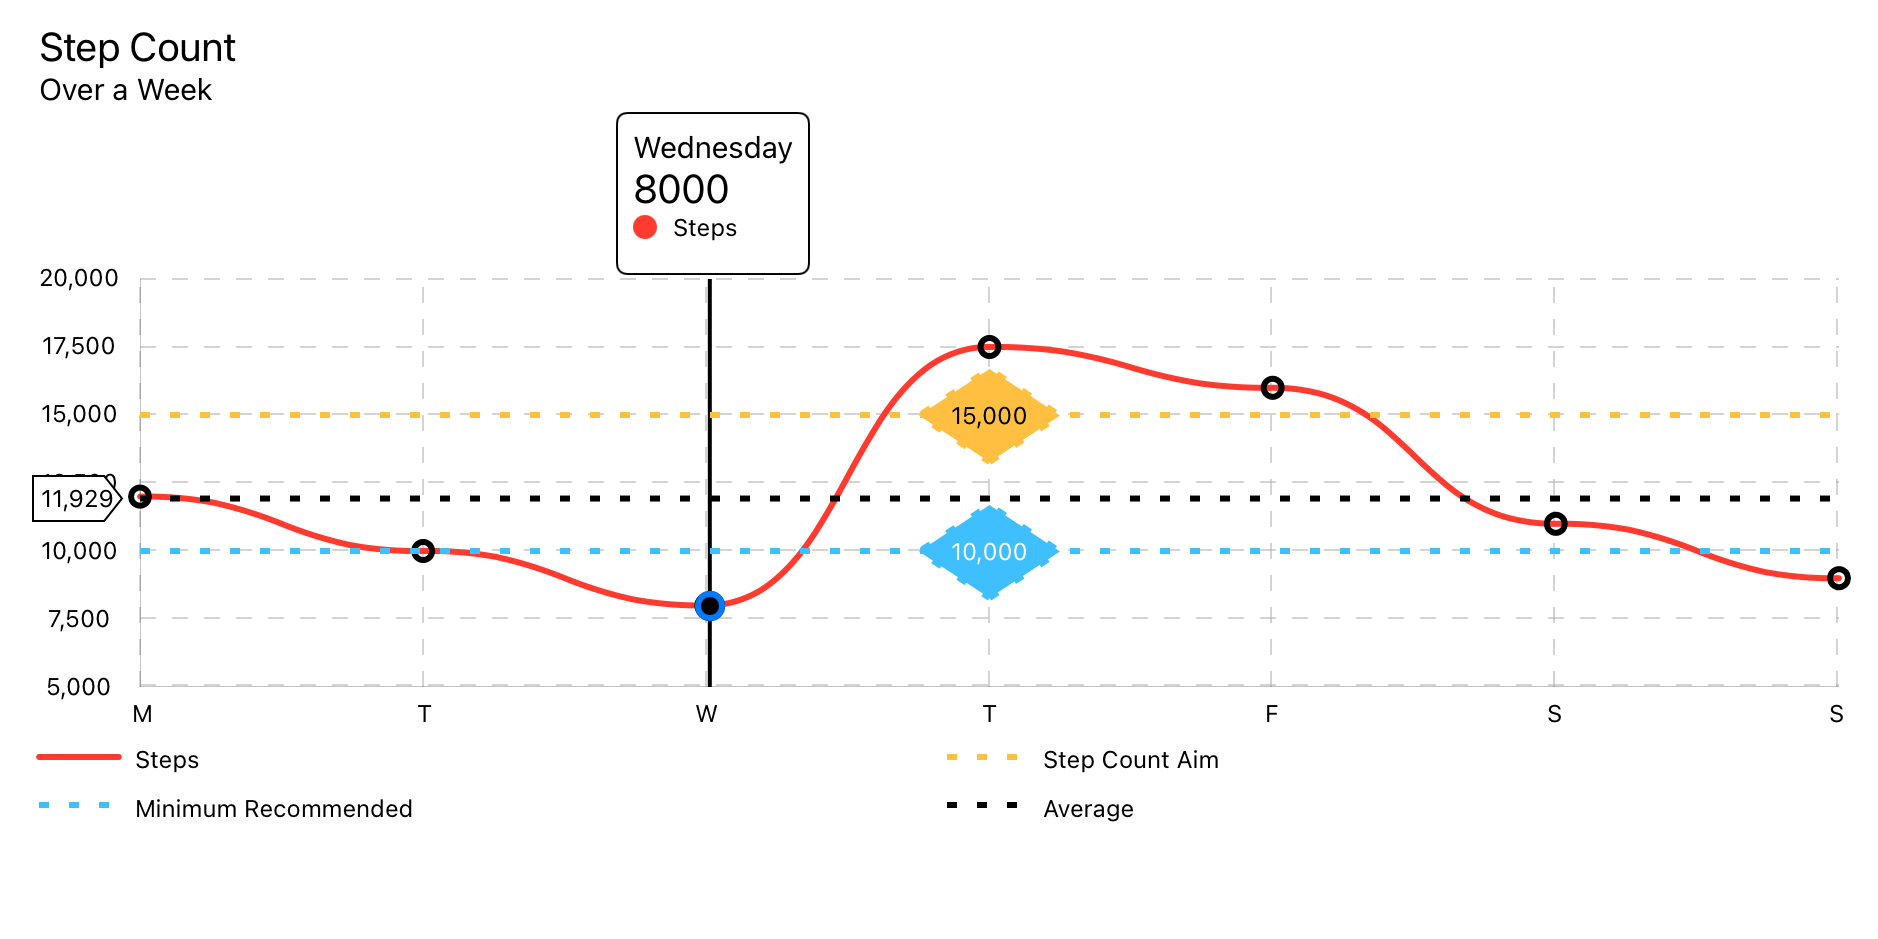 Step Count
Over a Week
Wednesday
8000
Steps
20,000
17,500
15,000
15,000
11,929
10,000
10,000
7,500
5,000
M T W T F S S
Steps
Step Count Aim
Minimum Recommended
Average